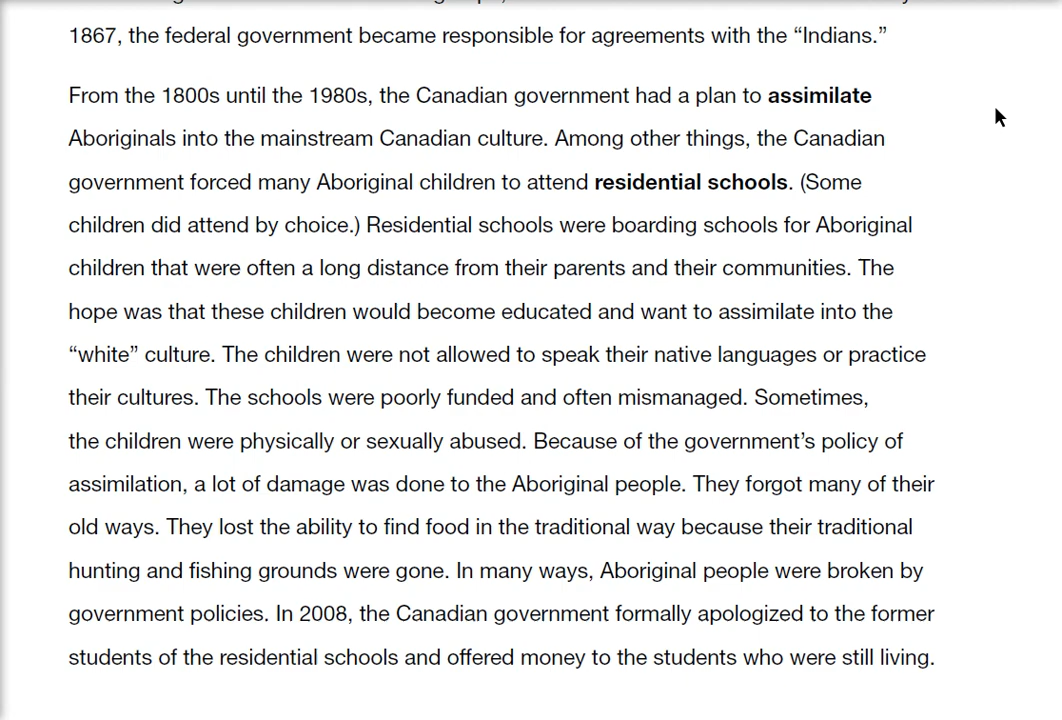 1867, the federal government became responsible for agreements with the “Indians.”
From the 1800s until the 1980s, the Canadian government had a plan to assimilate
Aboriginals into the mainstream Canadian culture. Among other things, the Canadian
government forced many Aboriginal children to attend residential schools. (Some
children did attend by choice.) Residential schools were boarding schools for Aboriginal
children that were often a long distance from their parents and their communities. The
hope was that these children would become educated and want to assimilate into the
“white” culture. The children were not allowed to speak their native languages or practice
their cultures. The schools were poorly funded and often mismanaged. Sometimes,
the children were physically or sexually abused. Because of the government’s policy of
assimilation, a lot of damage was done to the Aboriginal people. They forgot many of their
old ways. They lost the ability to find food in the traditional way because their traditional
hunting and fishing grounds were gone. In many ways, Aboriginal people were broken by
government policies. In 2008, the Canadian government formally apologized to the former
students of the residential schools and offered money to the students who were still living.